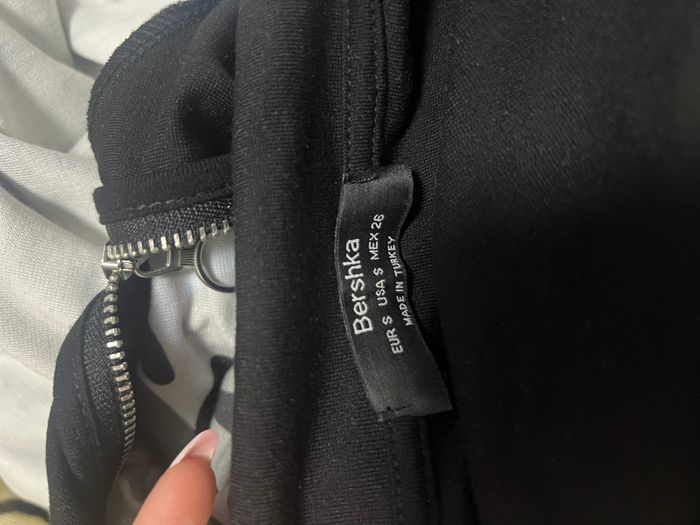 Bershka
EUR S USA S MEX 26
MADE IN TURKEY